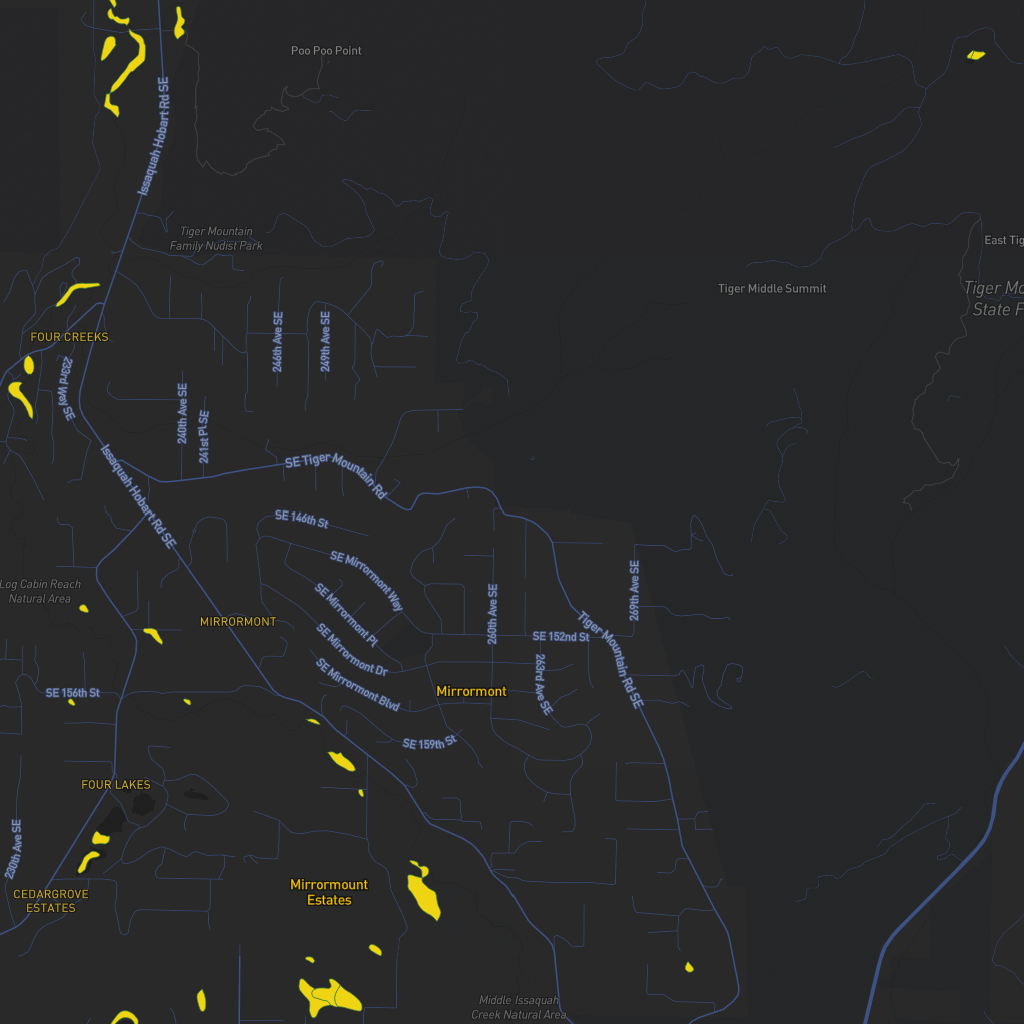 Poo Poo Point
Issaquah Hobart Rd SE
Tiger Mountain
Family Nudist Park
East Tig
Tiger Middle Summit
Tiger Mo
State F
FOUR CREEKS
246th Ave SE
249th Ave SE
233rd Way SE
240th Ave SE
241st Pl SE
Issaquah Hobart Rd SE
SE Tiger Mountain Rd
SE 146th St
SE Mirrormont Way
Log Cabin Reach
Natural Area
SE Mirrormont Pl
260th Ave SE
269th Ave SE
MIRRORMONT
SE 152nd St
Tiger Mountain Rd SE
SE Mirrormont Dr
SE Mirrormont Blvd
263rd Ave SE
SE 156th St
Mirrormont
SE 159th St
FOUR LAKES
230th Ave SE
CEDARGROVE
ESTATES
Mirrormount
Estates
Middle Issaquah
Creek Natural Area